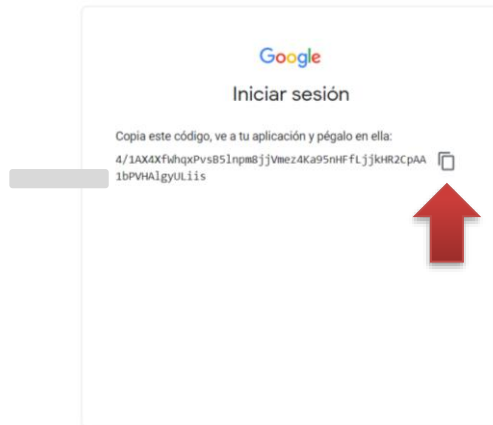 Google
Iniciar sesión
Copia este código, ve a tu aplicación y pégalo en ella:
4/1AX4XfWhqxPvsB5lnpm8jjVmez4Ka95nHFfLjjkHR2CpAA
1bPVHAlgyULiis